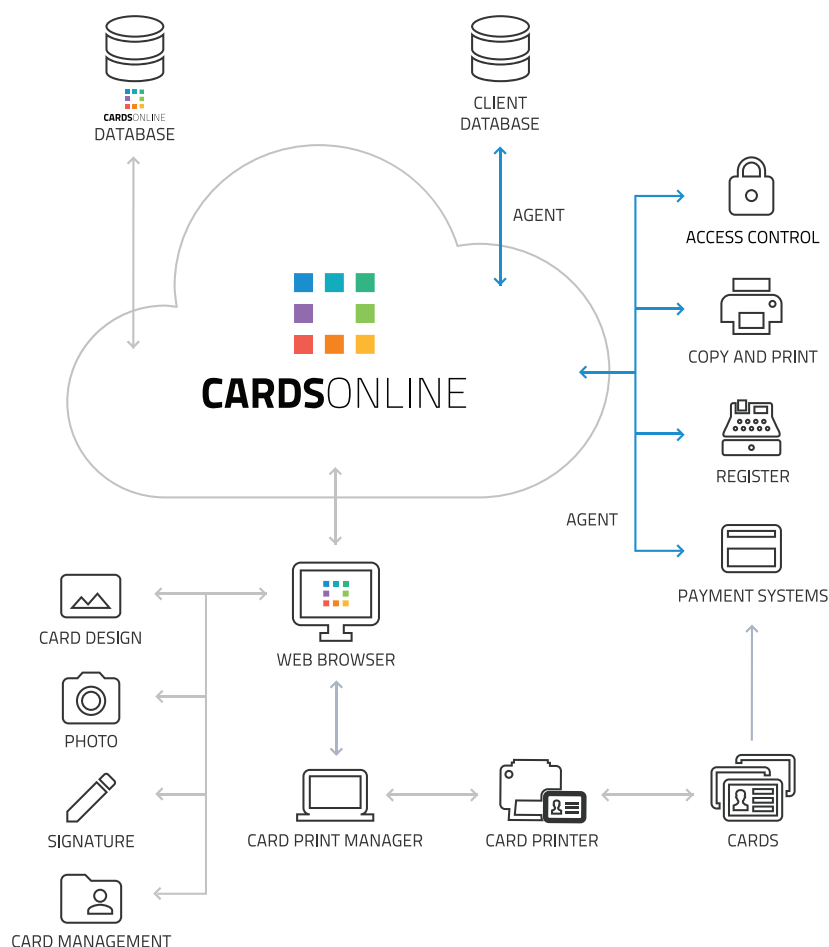 CARDSONLINE
DATABASE
CLIENT
DATABASE
AGENT
ACCESS CONTROL
COPY AND PRINT
CARDSONLINE
REGISTER
AGENT
PAYMENT SYSTEMS
CARD DESIGN
WEB BROWSER
PHOTO
SIGNATURE
CARD PRINT MANAGER
CARD PRINTER
CARDS
CARD MANAGEMENT